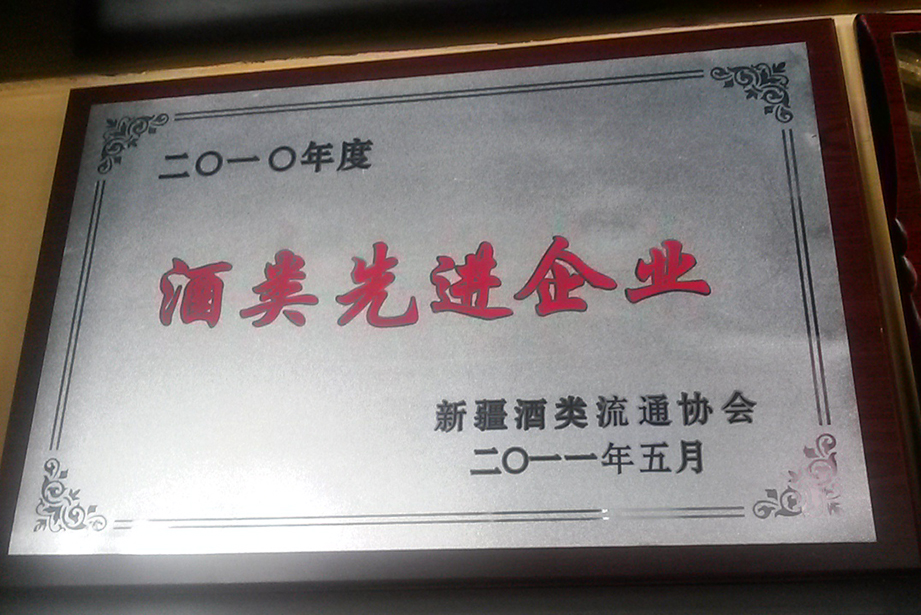 二〇一〇年度
酒类先进企业
新疆酒类流通协会
二〇一一年五月